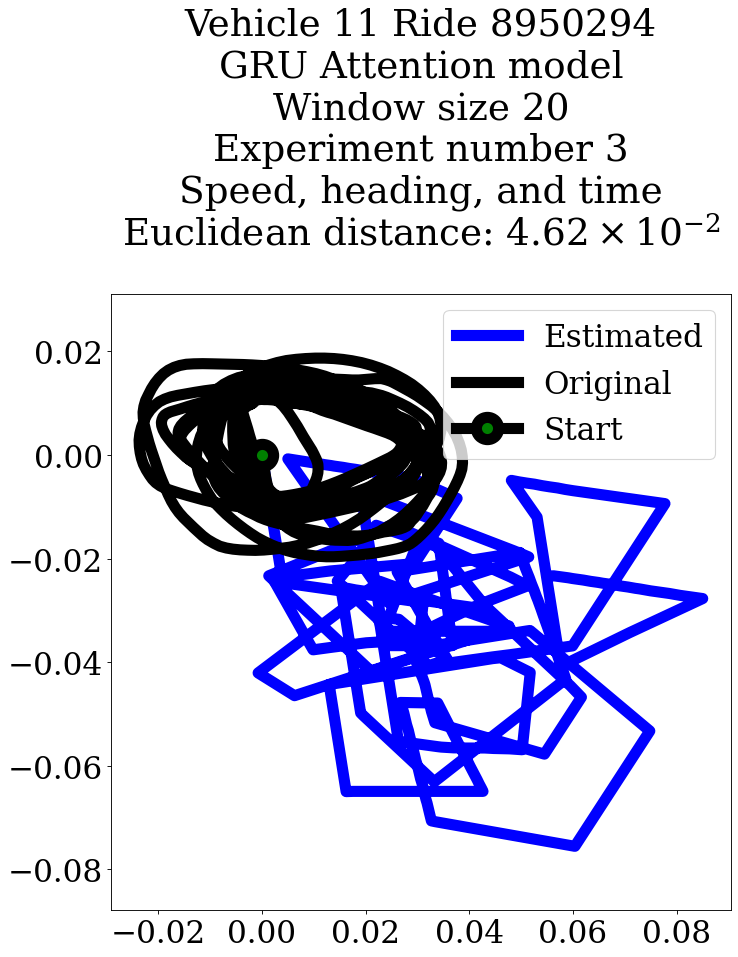 Vehicle 11 Ride 8950294
GRU Attention model
Window size 20
Experiment number 3
Speed, heading, and time
Euclidean distance: 4.62 × 10⁻²
Estimated
Original
Start
0.02
0.00
−0.02
−0.04
−0.06
−0.08
−0.02 0.00 0.02 0.04 0.06 0.08